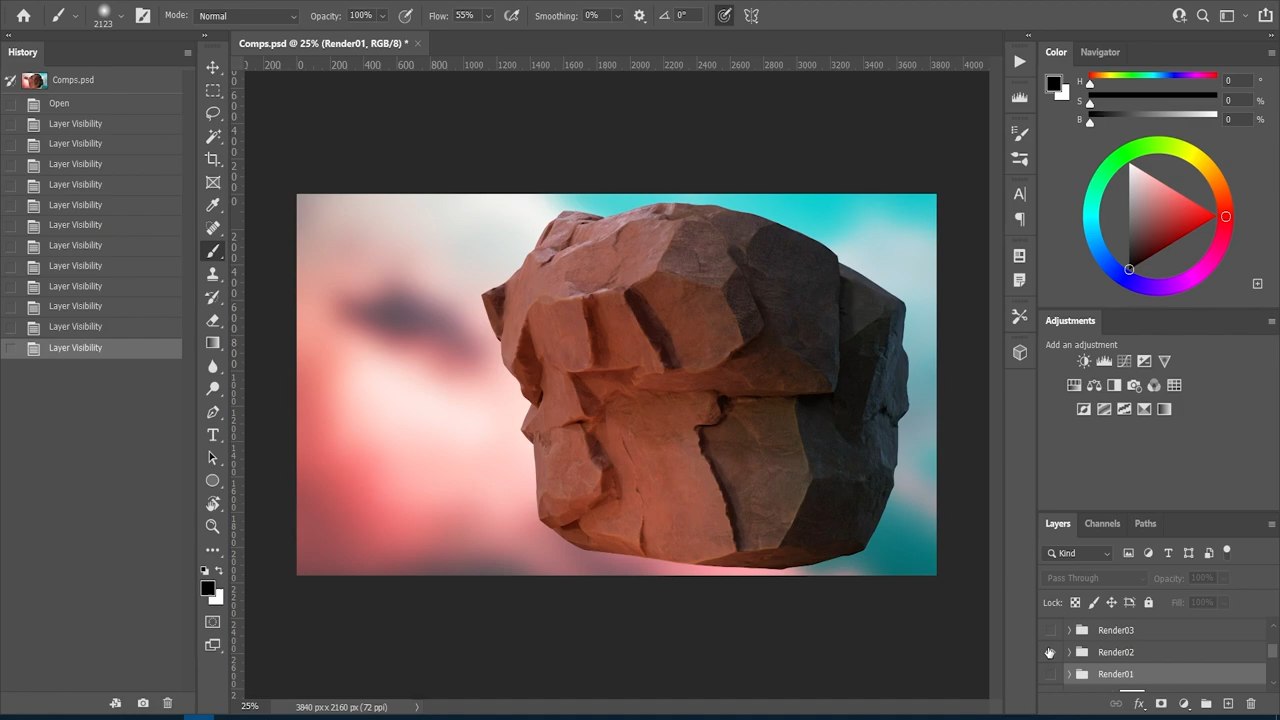 2123
Mode:
Normal
Opacity:
100%
Flow:
55%
Smoothing:
0%
0°
History
Comps.psd @ 25% (Render01, RGB/8) *
Comps.psd
Open
Layer Visibility
Layer Visibility
Layer Visibility
Layer Visibility
Layer Visibility
Layer Visibility
Layer Visibility
Layer Visibility
Layer Visibility
Layer Visibility
Layer Visibility
Layer Visibility
200 0 200 400 600 800 1000 1200 1400 1600 1800 2000 2200 2400 2600 2800 3000 3200 3400 3600 3800 4000
25%
3840 px x 2160 px (72 ppi)
Color
Navigator
H
0
°
S
0
%
B
0
%
Adjustments
Add an adjustment
Layers
Channels
Paths
Kind
Pass Through
Opacity:
100%
Lock:
Fill:
100%
Render03
Render02
Render01